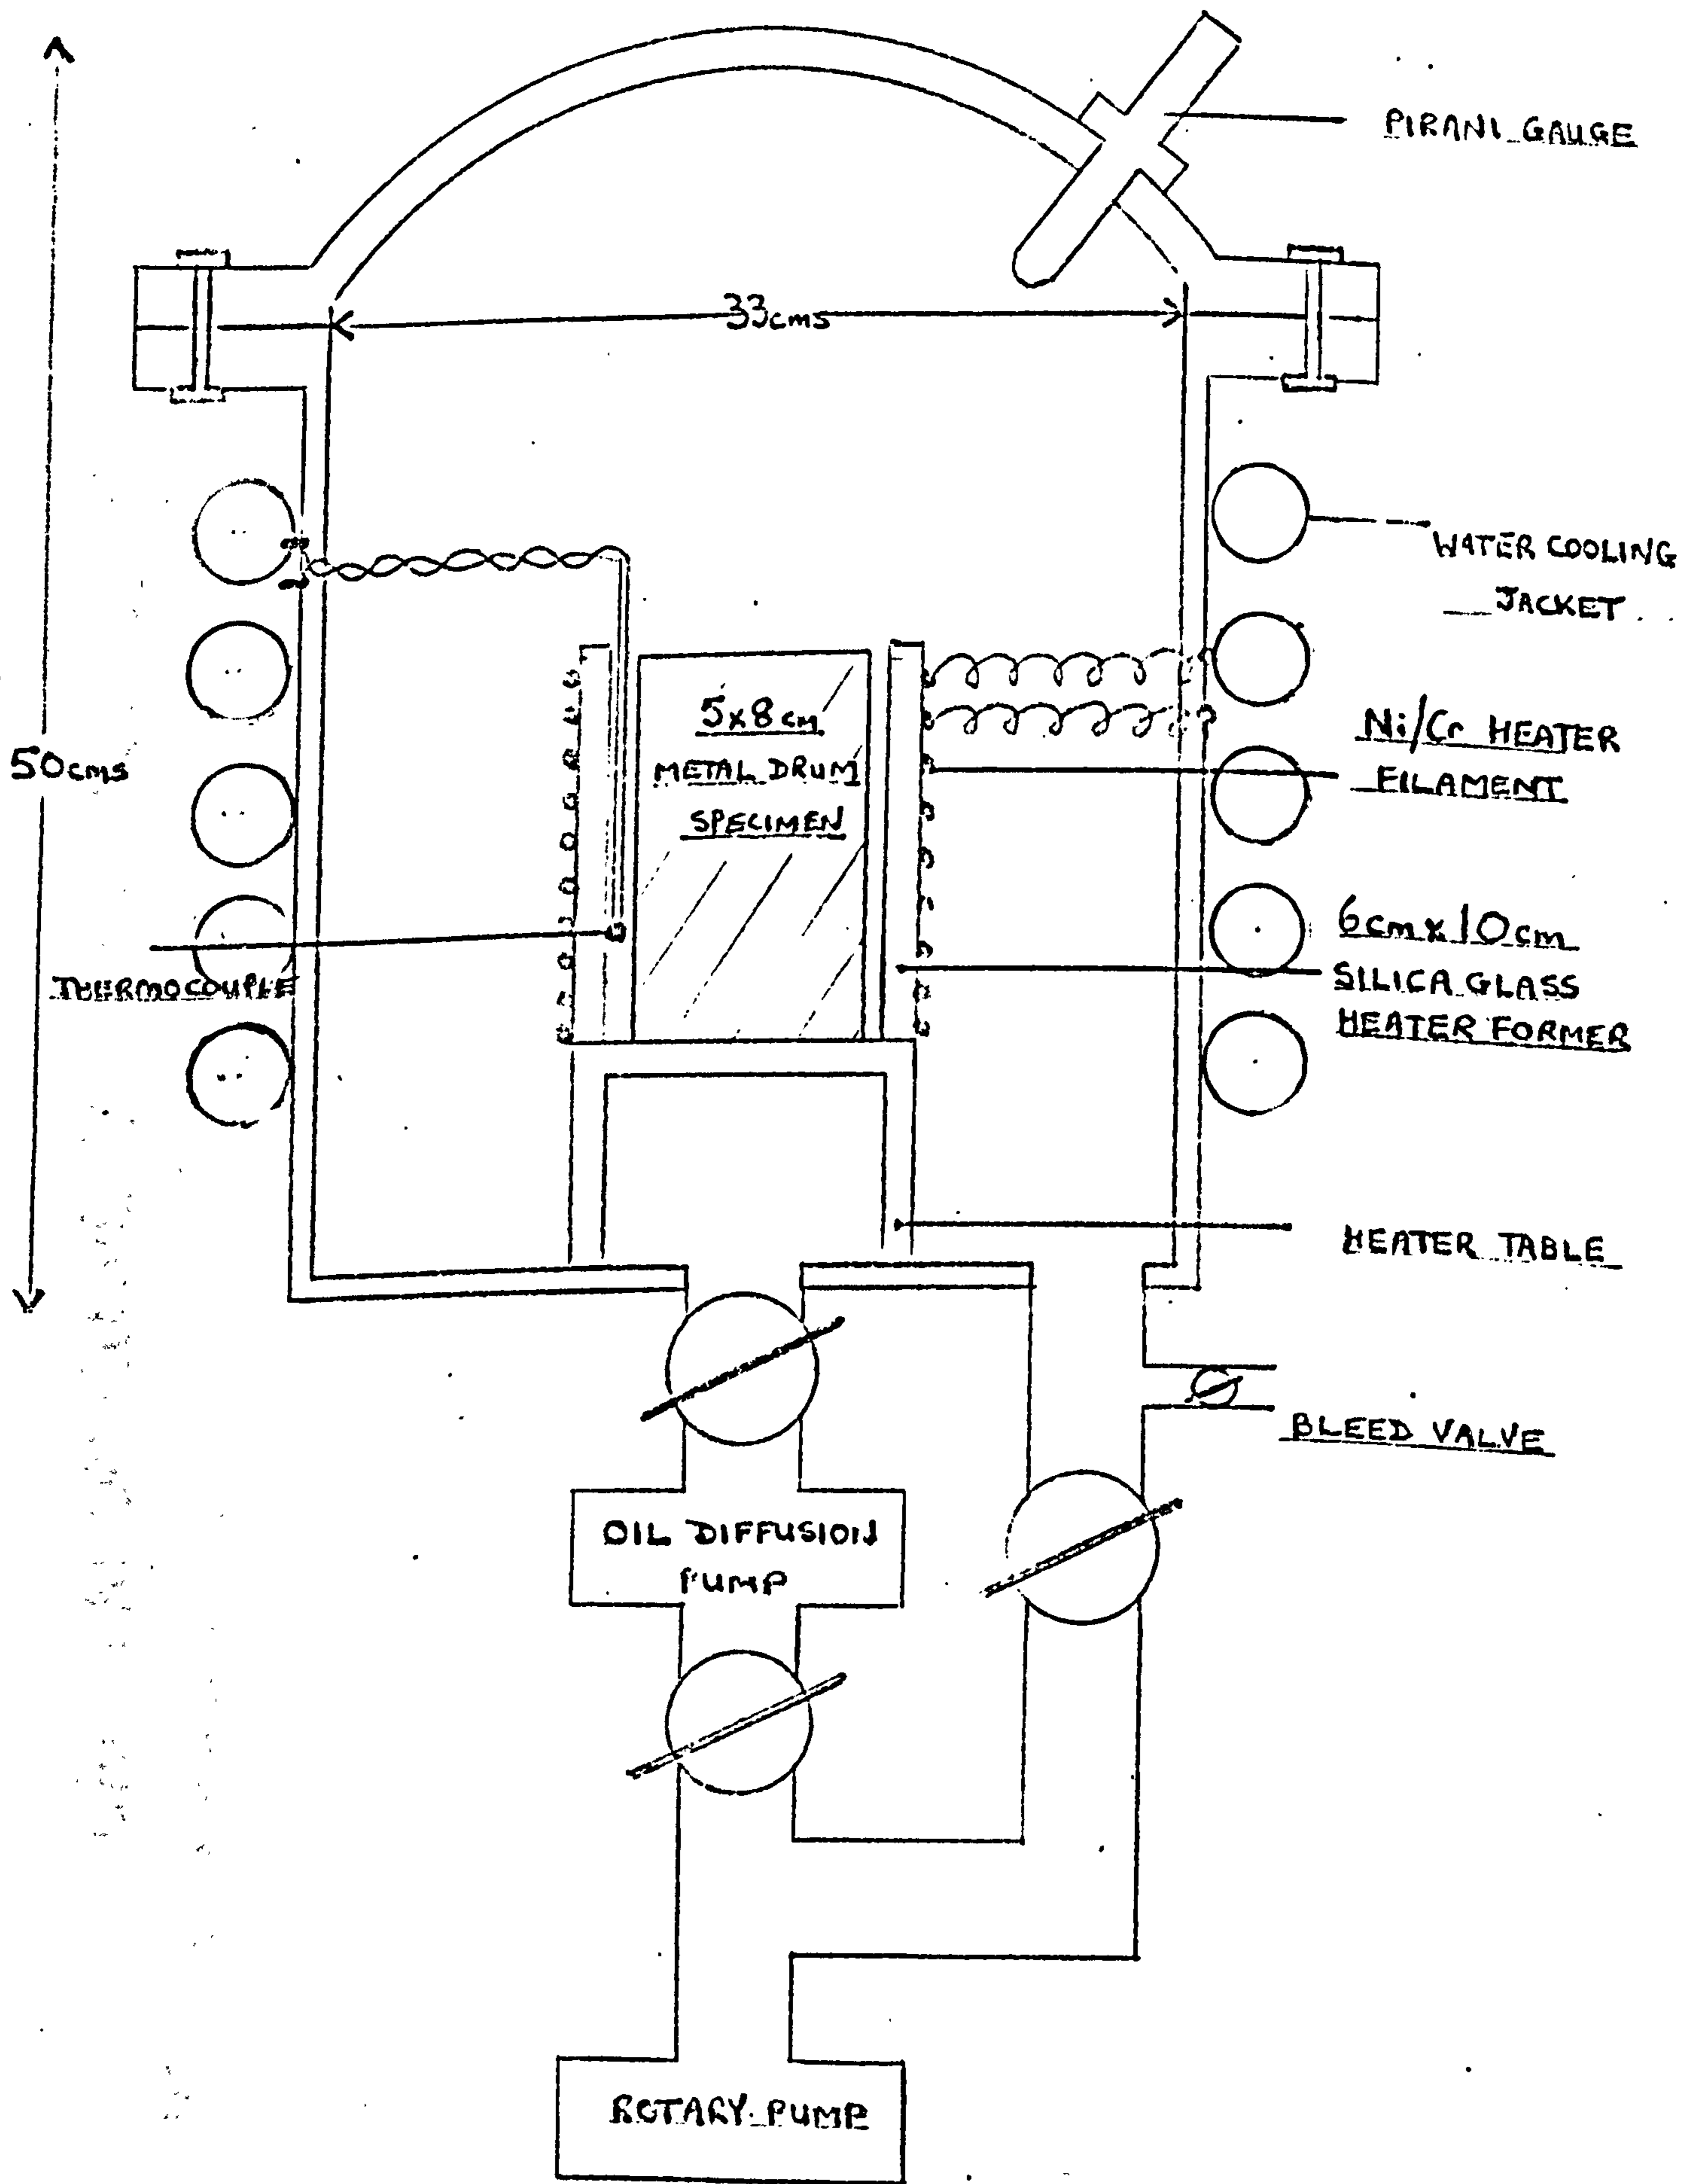 PIRANI GAUGE
33cms
WATER COOLING
JACKET
50cms
5x8cm
METAL DRUM
SPECIMEN
Ni/Cr HEATER
FILAMENT
THERMOCOUPLE
6cm x 10cm
SILICA GLASS
HEATER FORMER
HEATER TABLE
BLEED VALVE
OIL DIFFUSION
PUMP
ROTARY PUMP